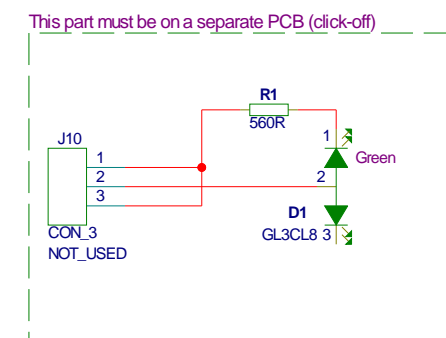 This part must be on a separate PCB (click-off)
R1
560R
J10
1
2
3
CON_3
NOT_USED
1
Green
2
D1
GL3CL8 3